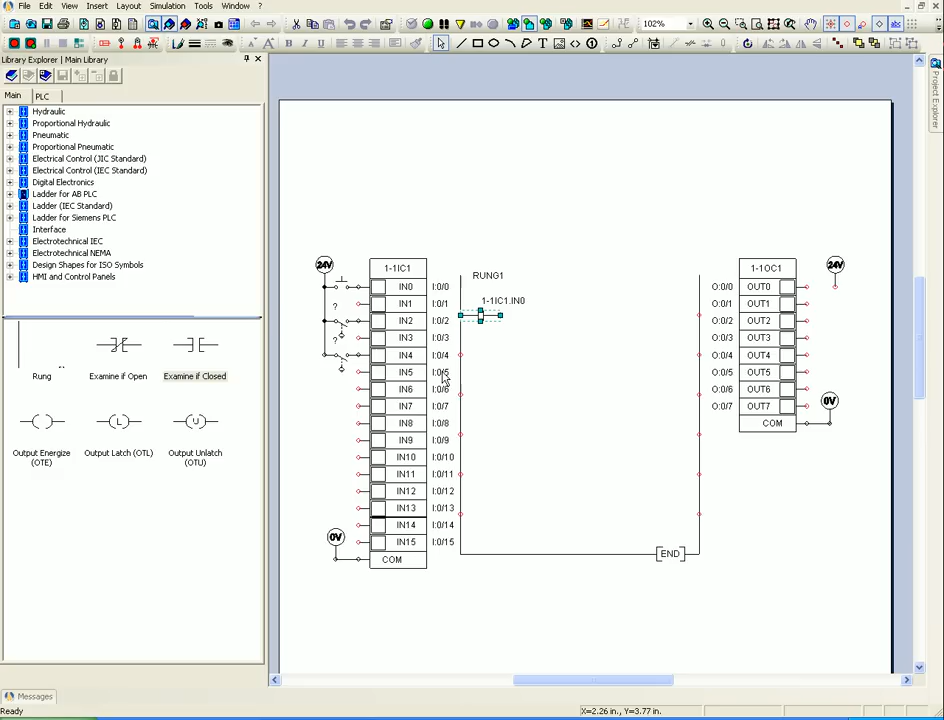 File Edit View Insert Layout Simulation Tools Window ?
102%
B I U
Library Explorer | Main Library
Main PLC
Hydraulic
Proportional Hydraulic
Pneumatic
Proportional Pneumatic
Electrical Control (JIC Standard)
Electrical Control (IEC Standard)
Digital Electronics
Ladder for AB PLC
Ladder (IEC Standard)
Ladder for Siemens PLC
Interface
Electrotechnical IEC
Electrotechnical NEMA
Design Shapes for ISO Symbols
HMI and Control Panels
Rung Examine if Open Examine if Closed
L U
Output Energize (OTE) Output Latch (OTL) Output Unlatch (OTU)
Project Explorer
24V 1-1IC1 RUNG1 1-1OC1 24V
1-1IC1.IN0
IN0 I:0/0 O:0/0 OUT0
? IN1 I:0/1 O:0/1 OUT1
IN2 I:0/2 O:0/2 OUT2
? IN3 I:0/3 O:0/3 OUT3
IN4 I:0/4 O:0/4 OUT4
IN5 I:0/5 O:0/5 OUT5
IN6 I:0/6 O:0/6 OUT6
IN7 I:0/7 O:0/7 OUT7 0V
IN8 I:0/8 COM
IN9 I:0/9
IN10 I:0/10
IN11 I:0/11
IN12 I:0/12
IN13 I:0/13
IN14 I:0/14
0V IN15 I:0/15
COM END
Messages
Ready X=2.26 in., Y=3.77 in.